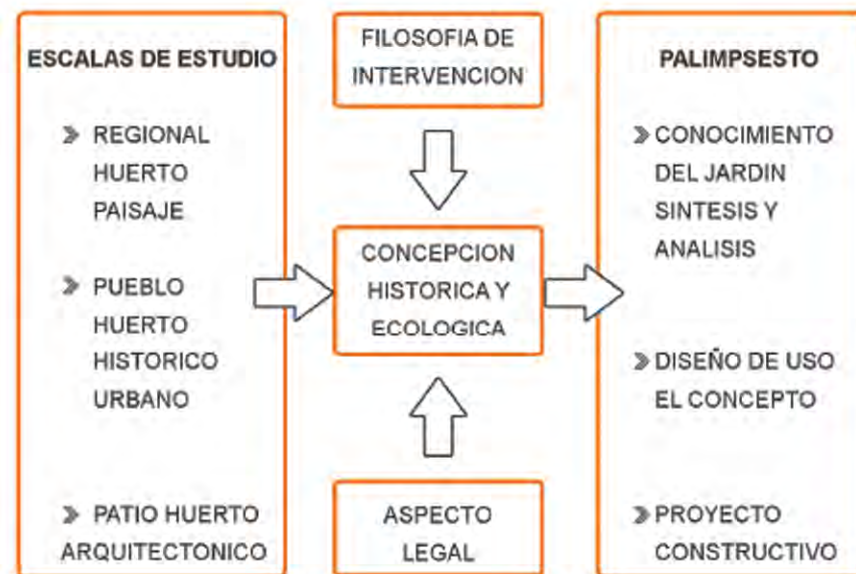 ESCALAS DE ESTUDIO
REGIONAL
HUERTO
PAISAJE
PUEBLO
HUERTO
HISTORICO
URBANO
PATIO HUERTO
ARQUITECTONICO
FILOSOFIA DE
INTERVENCION
CONCEPCION
HISTORICA Y
ECOLOGICA
ASPECTO
LEGAL
PALIMPSESTO
CONOCIMIENTO
DEL JARDIN
SINTESIS Y
ANALISIS
DISEÑO DE USO
EL CONCEPTO
PROYECTO
CONSTRUCTIVO